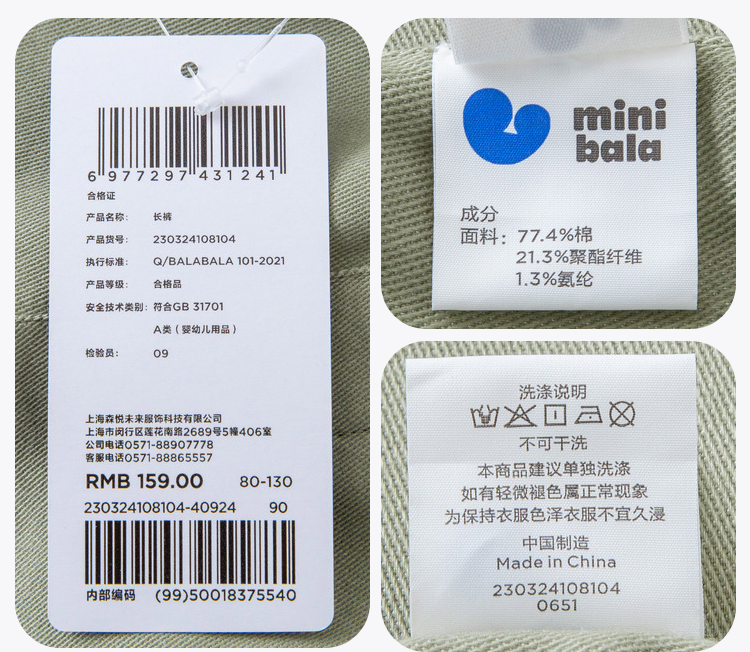 6 977297 431241
合格证
产品名称： 长裤
产品货号： 230324108104
执行标准： Q/BALABALA 101-2021
产品等级： 合格品
安全技术类别：符合GB 31701
A类（婴幼儿用品）
检验员： 09
上海森悦未来服饰科技有限公司
上海市闵行区莲花南路2689号5幢406室
公司电话0571-88907778
客服电话0571-88865557
RMB 159.00 80-130
230324108104-40924 90
内部编码 (99)50018375540
mini
bala
成分
面料：77.4%棉
21.3%聚酯纤维
1.3%氨纶
洗涤说明
不可干洗
本商品建议单独洗涤
如有轻微褪色属正常现象
为保持衣服色泽衣服不宜久浸
中国制造
Made in China
230324108104
0651